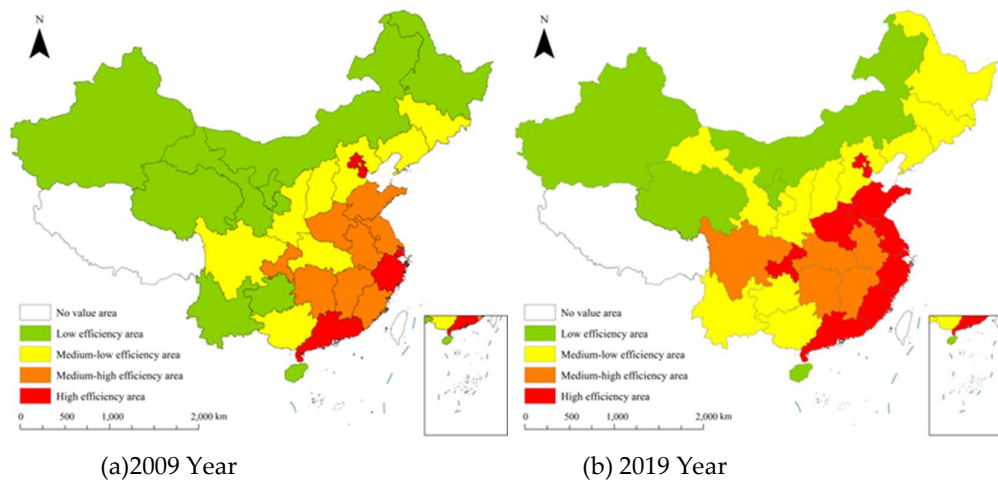 N
No value area
Low efficiency area
Medium-low efficiency area
Medium-high efficiency area
High efficiency area
0 500 1,000 2,000 km
(a)2009 Year
N
No value area
Low efficiency area
Medium-low efficiency area
Medium-high efficiency area
High efficiency area
0 500 1,000 2,000 km
(b) 2019 Year